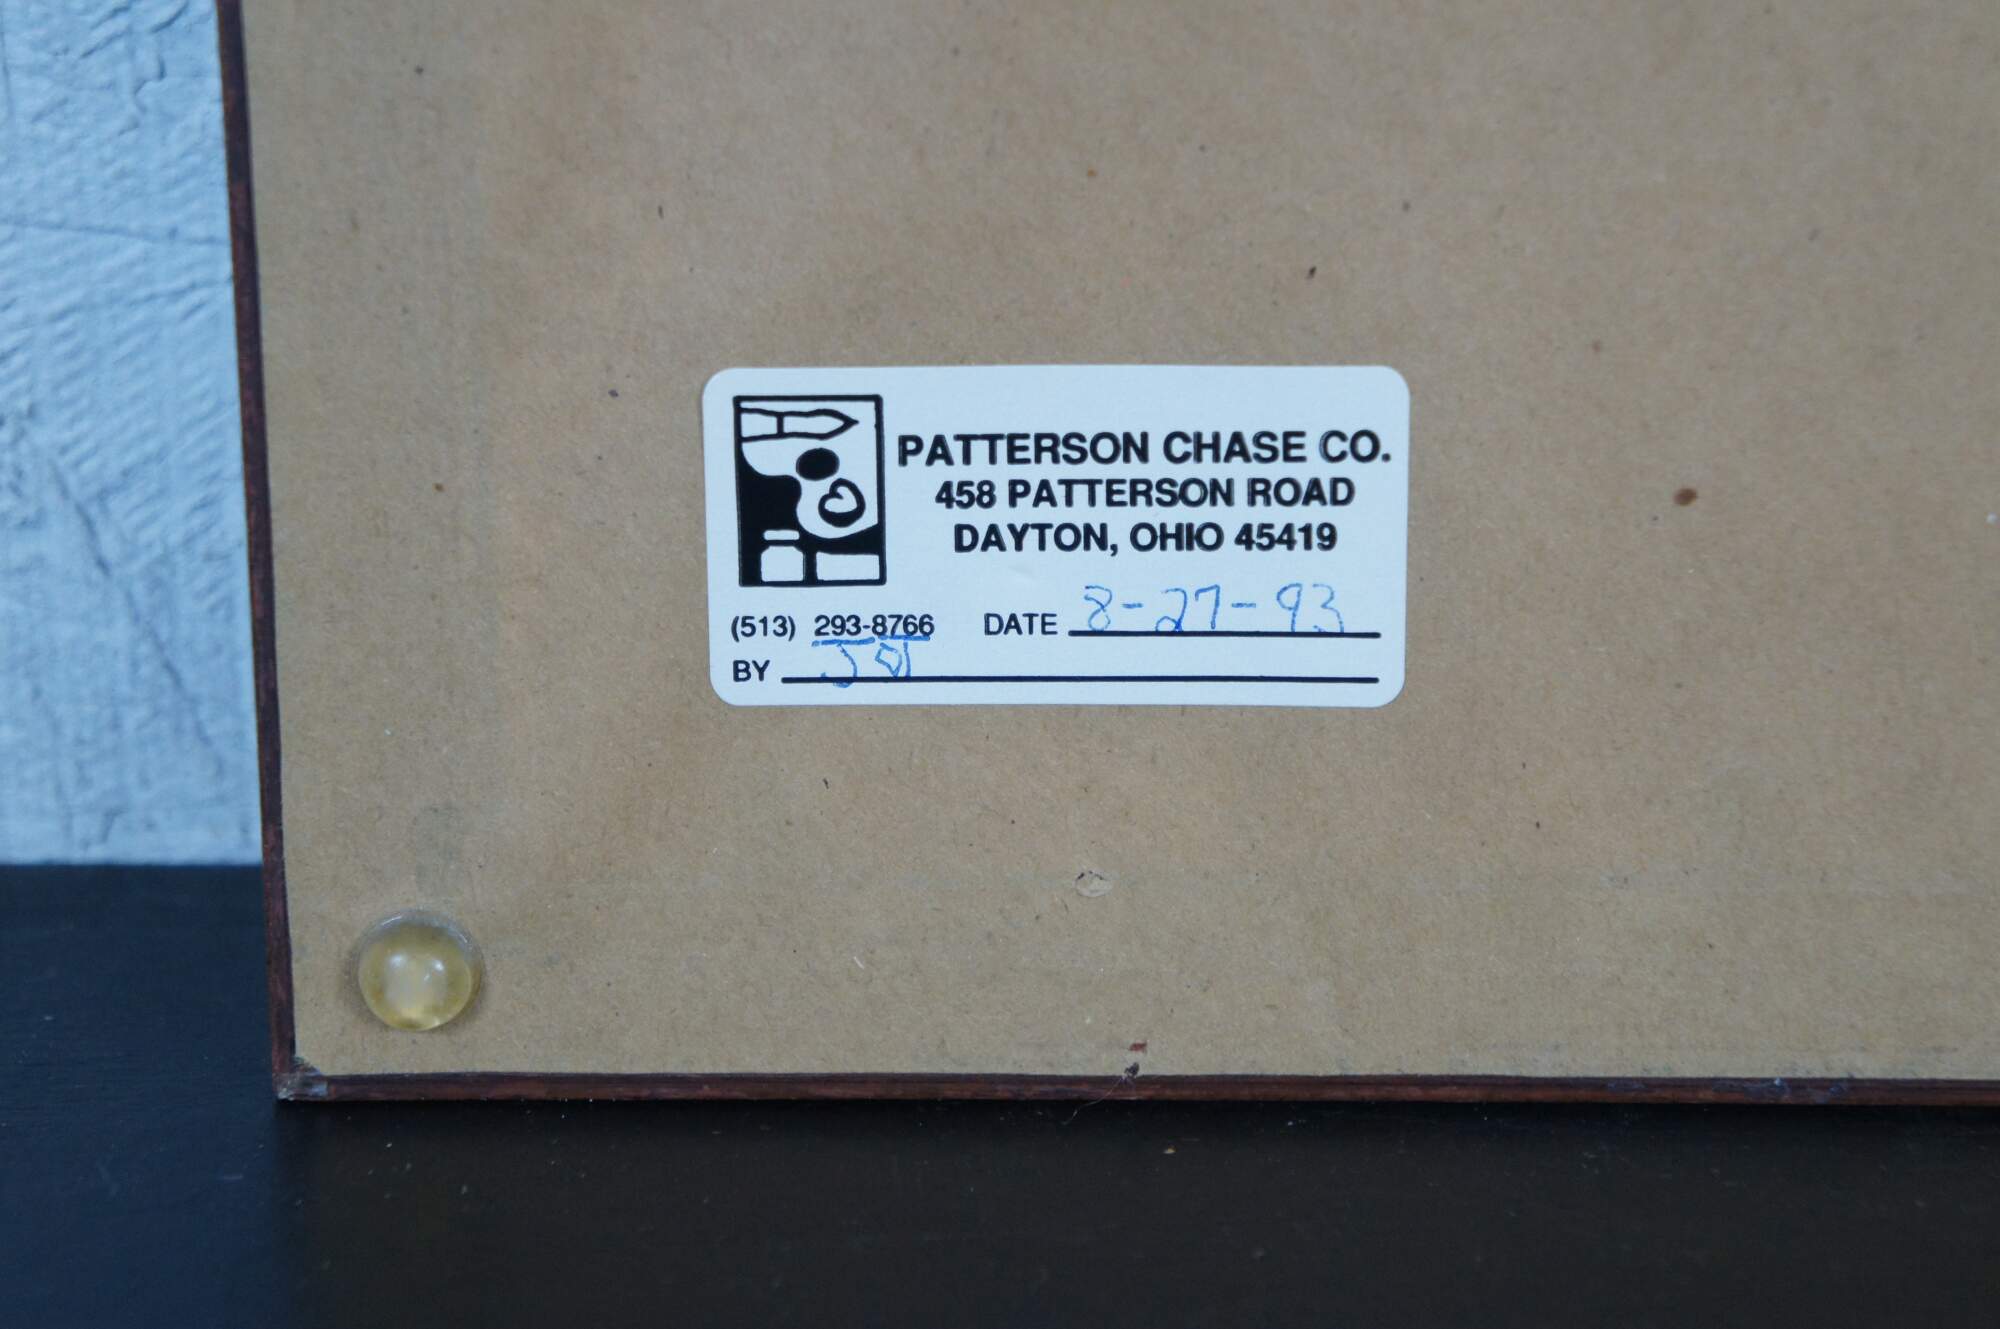 PATTERSON CHASE CO.
458 PATTERSON ROAD
DAYTON, OHIO 45419
(513) 293-8766 DATE 8-27-93
BY